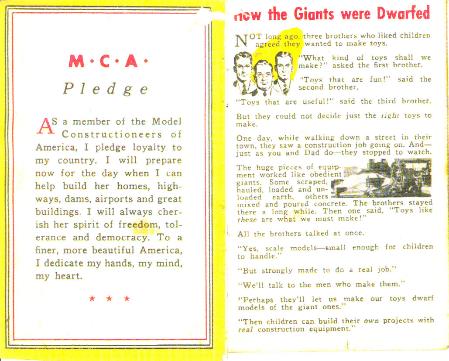 M·C·A·
Pledge
AS a member of the Model
Constructioneers of
America, I pledge loyalty to
my country. I will prepare
now for the day when I can
help build her homes, high-
ways, dams, airports and great
buildings. I will always cher-
ish her spirit of freedom, tol-
erance and democracy. To a
finer, more beautiful America,
I dedicate my hands, my mind,
my heart.
How the Giants were Dwarfed
NOT long ago, three brothers who liked children
agreed they wanted to make toys.
"What kind of toys shall we
make?" asked the first brother.
"Toys that are fun!" said the
second brother.
"Toys that are useful!" said the third brother.
But they could not decide just the right toys to
make.
One day, while walking down a street in their
town, they saw a construction job going on. And—
just as you and Dad do—they stopped to watch.
The huge pieces of equip-
ment worked like obedient
giants. Some scraped,
hauled, loaded and un-
loaded earth, others
mixed and poured concrete. The brothers stayed
there a long while. Then one said, "Toys like
these are what we must make!"
All the brothers talked at once.
"Yes, scale models—small enough for children
to handle."
"But strongly made to do a real job."
"We'll talk to the men who make them."
"Perhaps they'll let us make our toys dwarf
models of the giant ones."
"Then children can build their own projects with
real construction equipment."